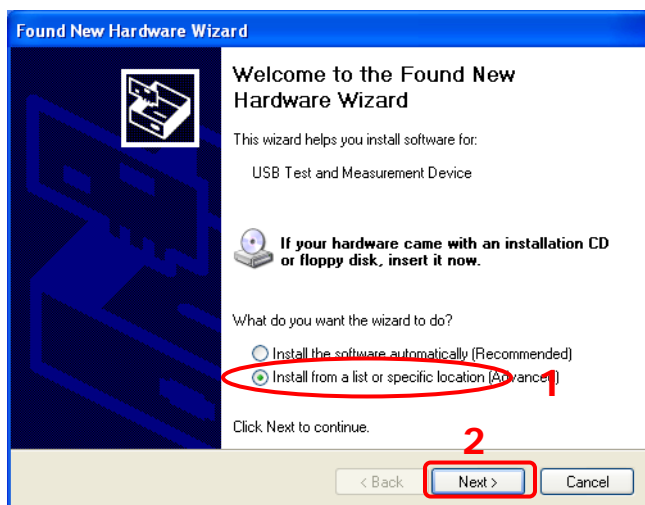 Found New Hardware Wizard
Welcome to the Found New
Hardware Wizard
This wizard helps you install software for:
USB Test and Measurement Device
If your hardware came with an installation CD
or floppy disk, insert it now.
What do you want the wizard to do?
Install the software automatically (Recommended)
Install from a list or specific location (Advanced)
1
Click Next to continue.
2
< Back
Next >
Cancel